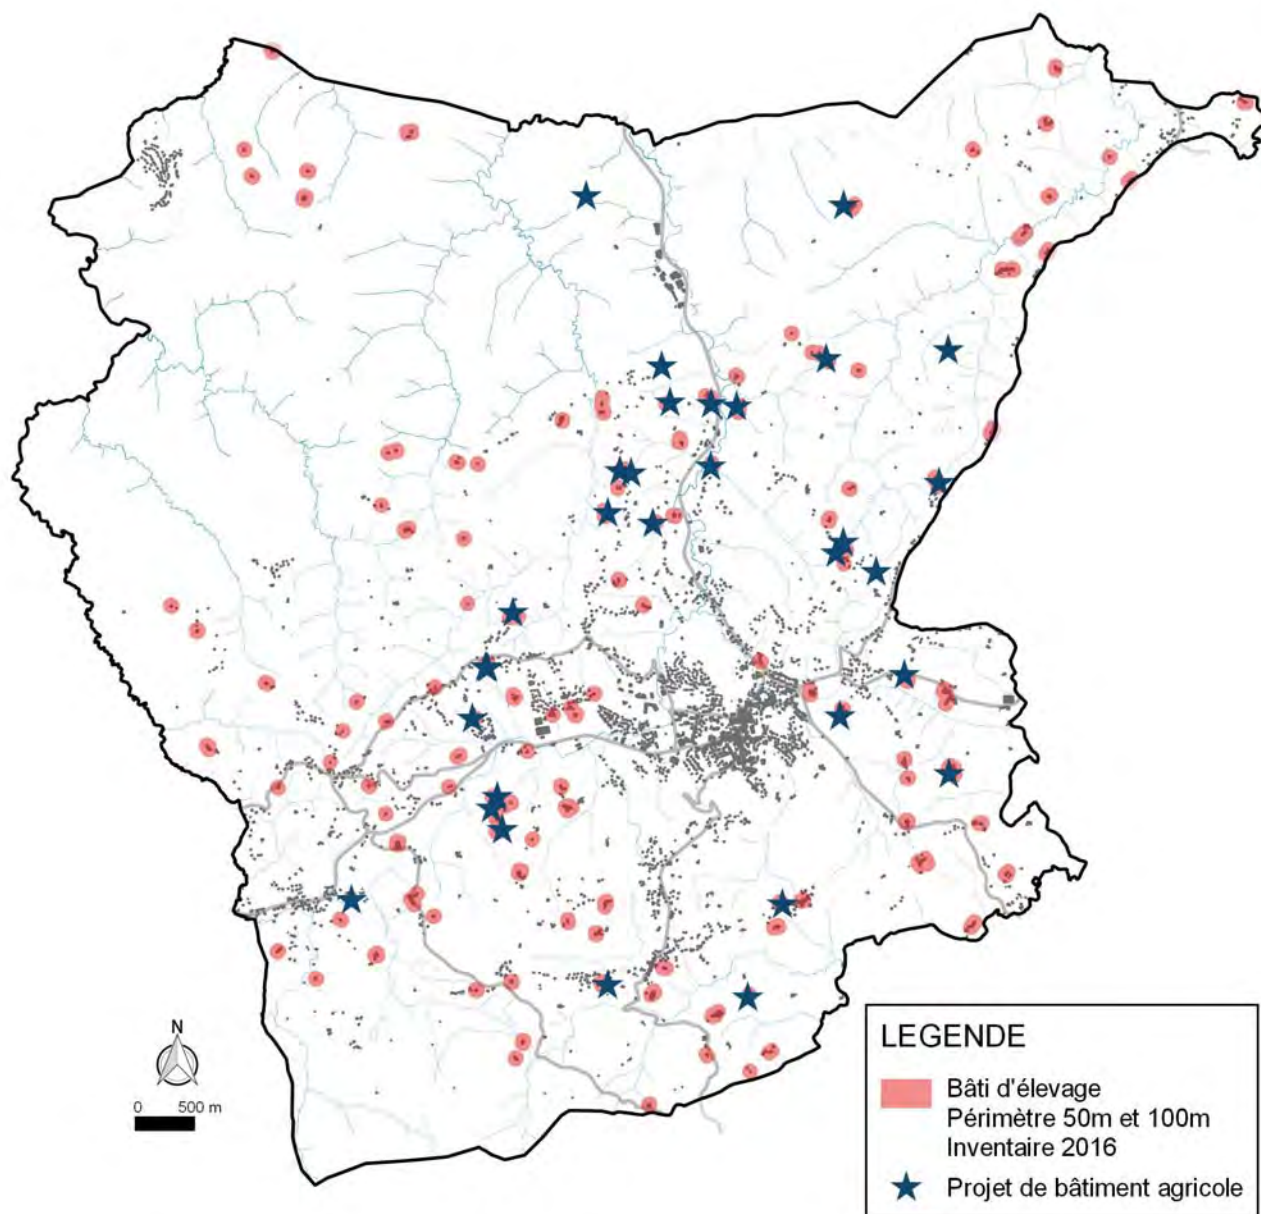 N
0 500 m
LEGENDE
Bâti d'élevage
Périmètre 50m et 100m
Inventaire 2016
Projet de bâtiment agricole